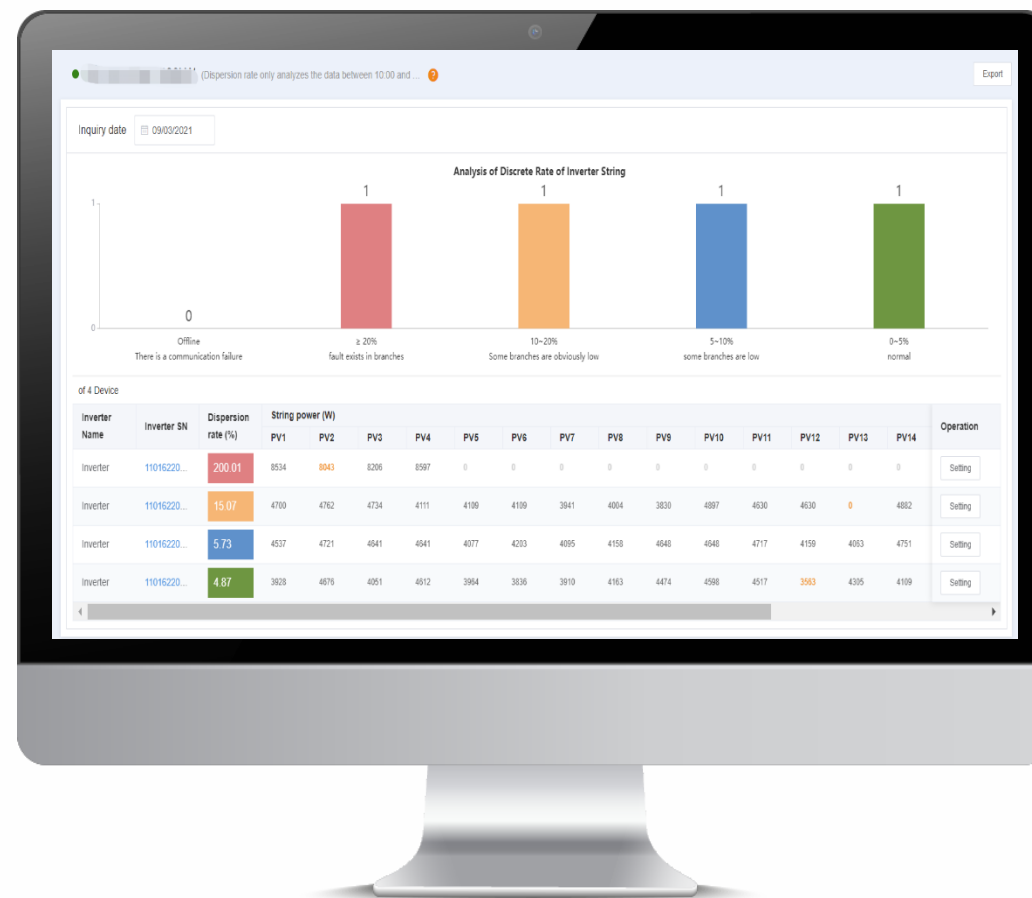 (Dispersion rate only analyzes the data between 10:00 and ... ?
Export
Inquiry date 09/03/2021
Analysis of Discrete Rate of Inverter String
1 1 1 1
1
0
0
Offline ≥ 20% 10~20% 5~10% 0~5%
There is a communication failure fault exists in branches Some branches are obviously low some branches are low normal
of 4 Device
Inverter Name Inverter SN Dispersion rate (%) String power (W) Operation
PV1 PV2 PV3 PV4 PV5 PV6 PV7 PV8 PV9 PV10 PV11 PV12 PV13 PV14
Inverter 11016220... 200.01 8534 8043 8206 8597 0 0 0 0 0 0 0 0 0 0 Setting
Inverter 11016220... 15.07 4700 4762 4734 4111 4109 4109 3941 4004 3830 4897 4630 4630 0 4882 Setting
Inverter 11016220... 5.73 4537 4721 4641 4641 4077 4203 4095 4158 4648 4648 4717 4159 4063 4751 Setting
Inverter 11016220... 4.87 3928 4676 4051 4612 3964 3836 3910 4163 4474 4598 4517 3563 4305 4109 Setting